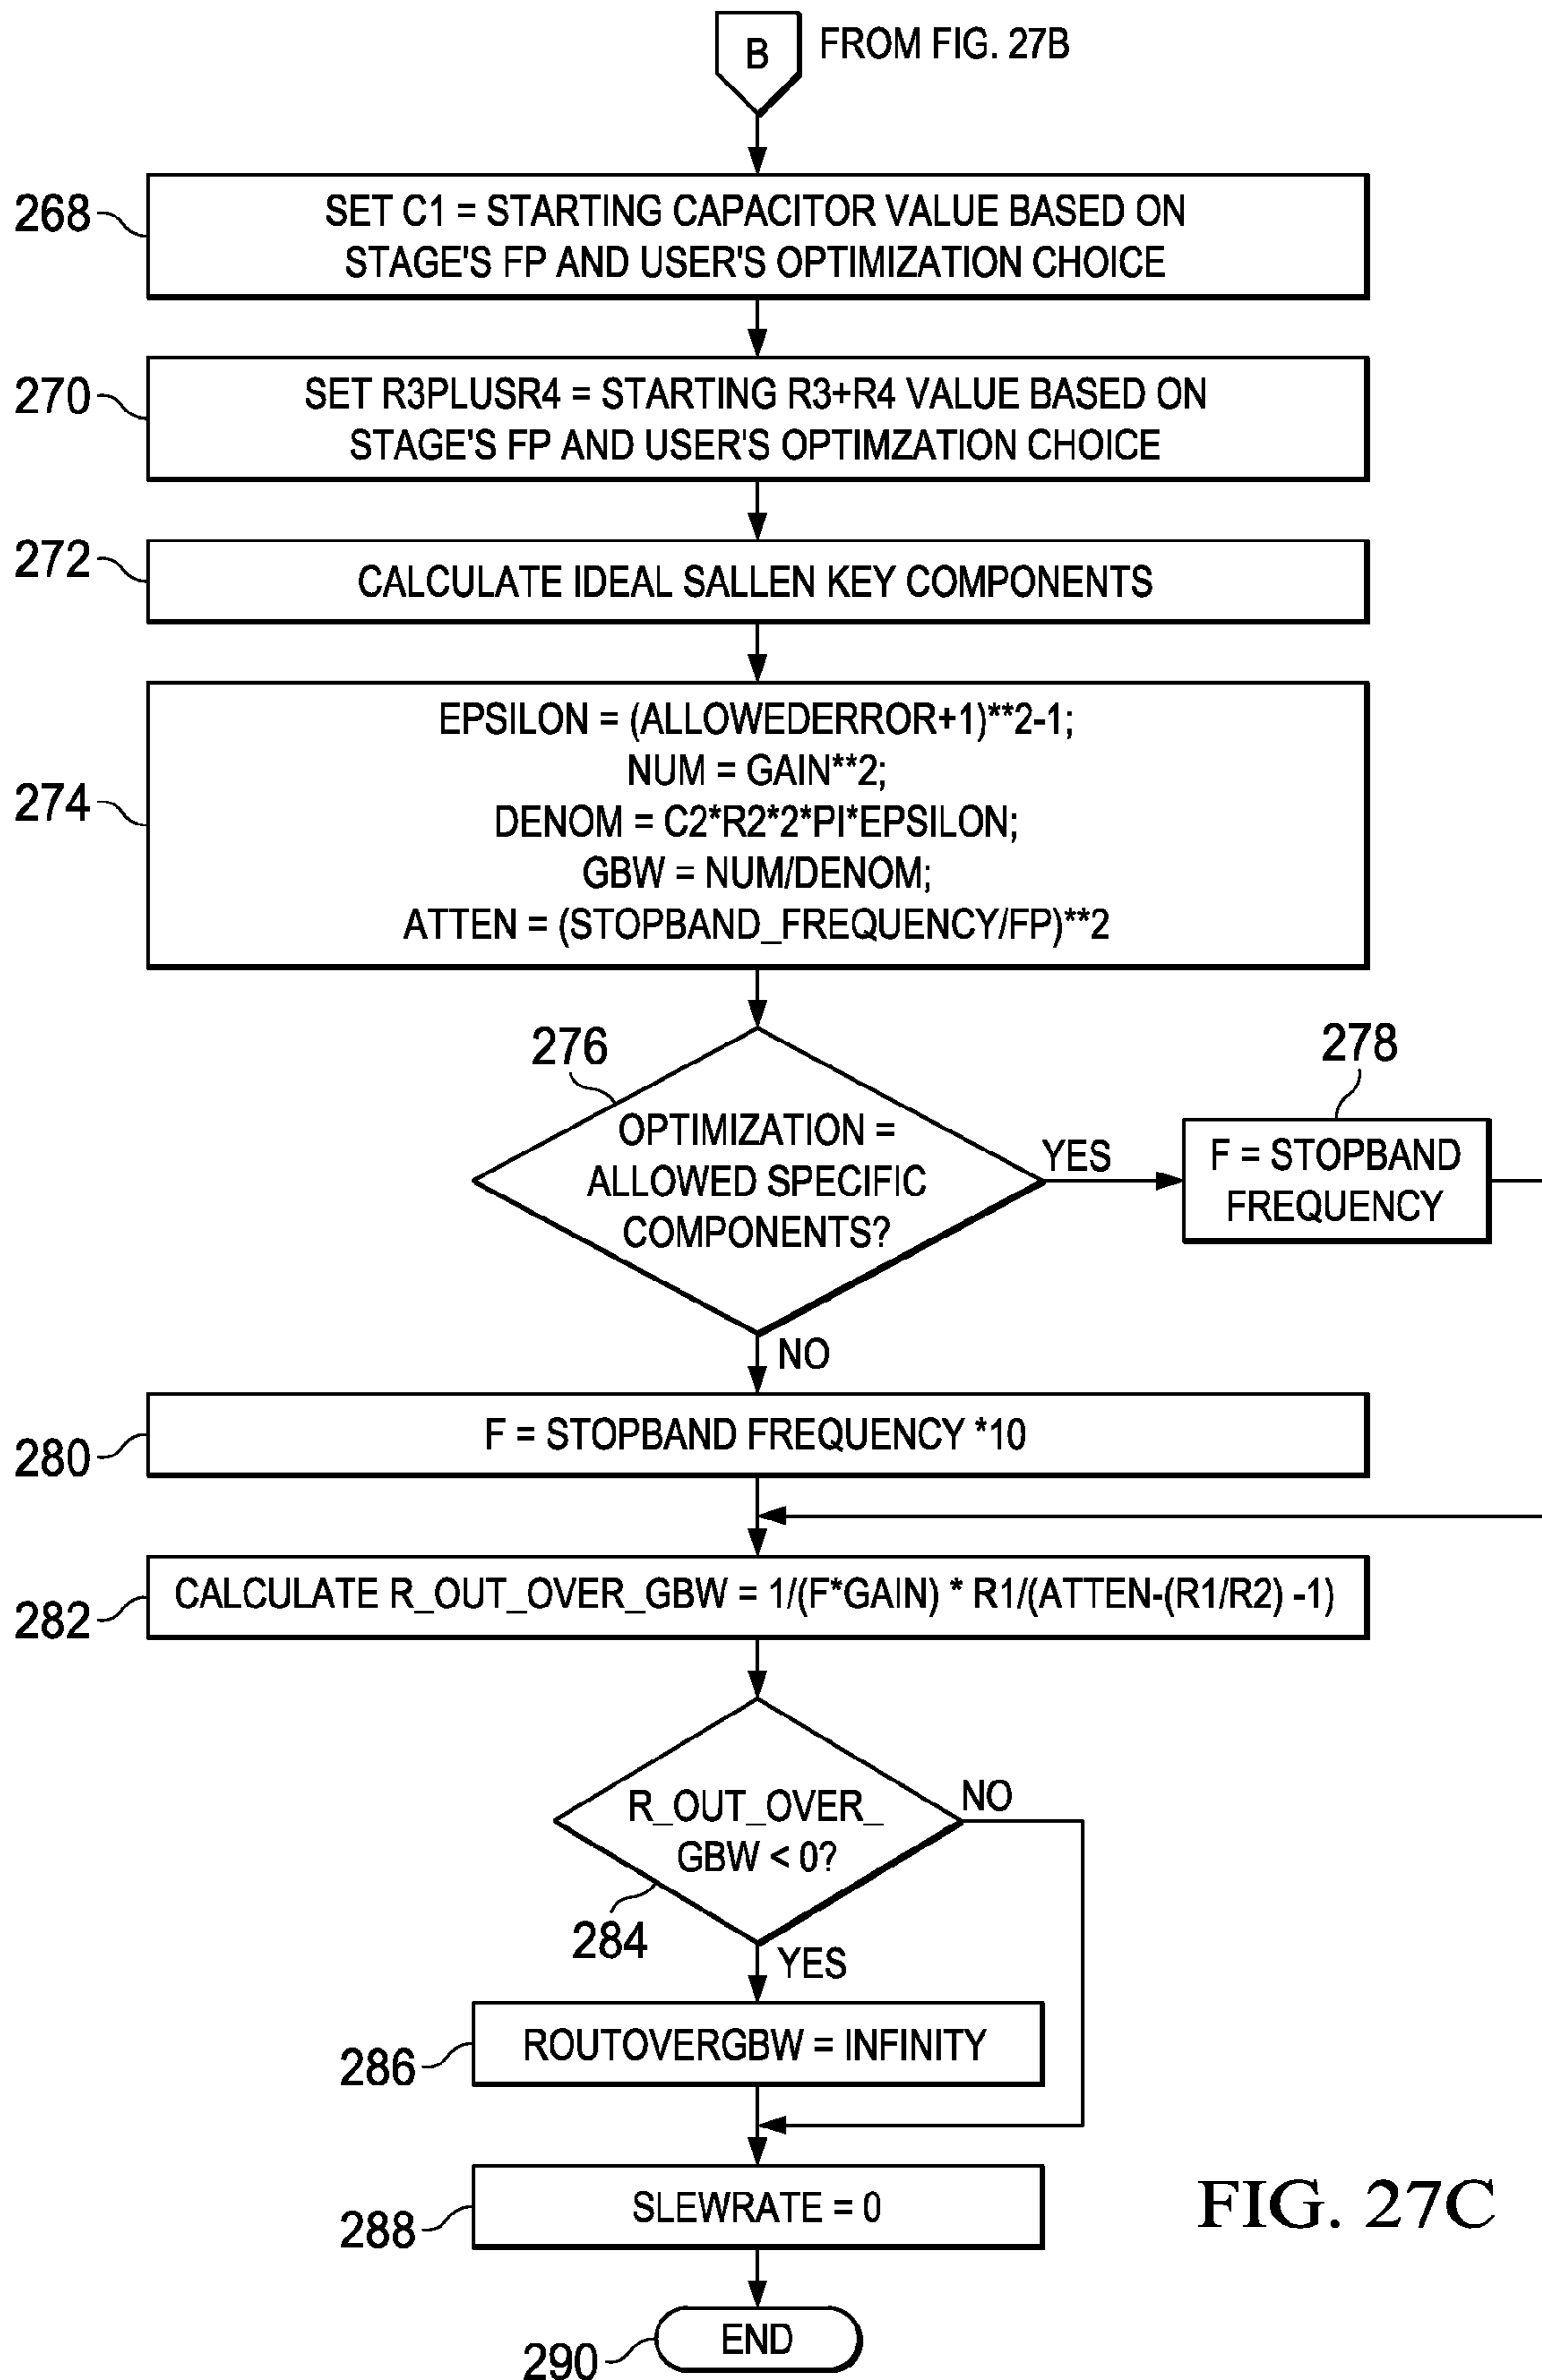 B
FROM FIG. 27B
268
SET C1 = STARTING CAPACITOR VALUE BASED ON
STAGE'S FP AND USER'S OPTIMIZATION CHOICE
270
SET R3PLUSR4 = STARTING R3+R4 VALUE BASED ON
STAGE'S FP AND USER'S OPTIMZATION CHOICE
272
CALCULATE IDEAL SALLEN KEY COMPONENTS
274
EPSILON = (ALLOWEDERROR+1)**2-1;
NUM = GAIN**2;
DENOM = C2*R2*2*PI*EPSILON;
GBW = NUM/DENOM;
ATTEN = (STOPBAND_FREQUENCY/FP)**2
276
OPTIMIZATION =
ALLOWED SPECIFIC
COMPONENTS?
YES
278
F = STOPBAND
FREQUENCY
NO
280
F = STOPBAND FREQUENCY *10
282
CALCULATE R_OUT_OVER_GBW = 1/(F*GAIN) * R1/(ATTEN-(R1/R2) -1)
R_OUT_OVER_
GBW < 0?
NO
284
YES
286
ROUTOVERGBW = INFINITY
288
SLEWRATE = 0
290
END
FIG. 27C